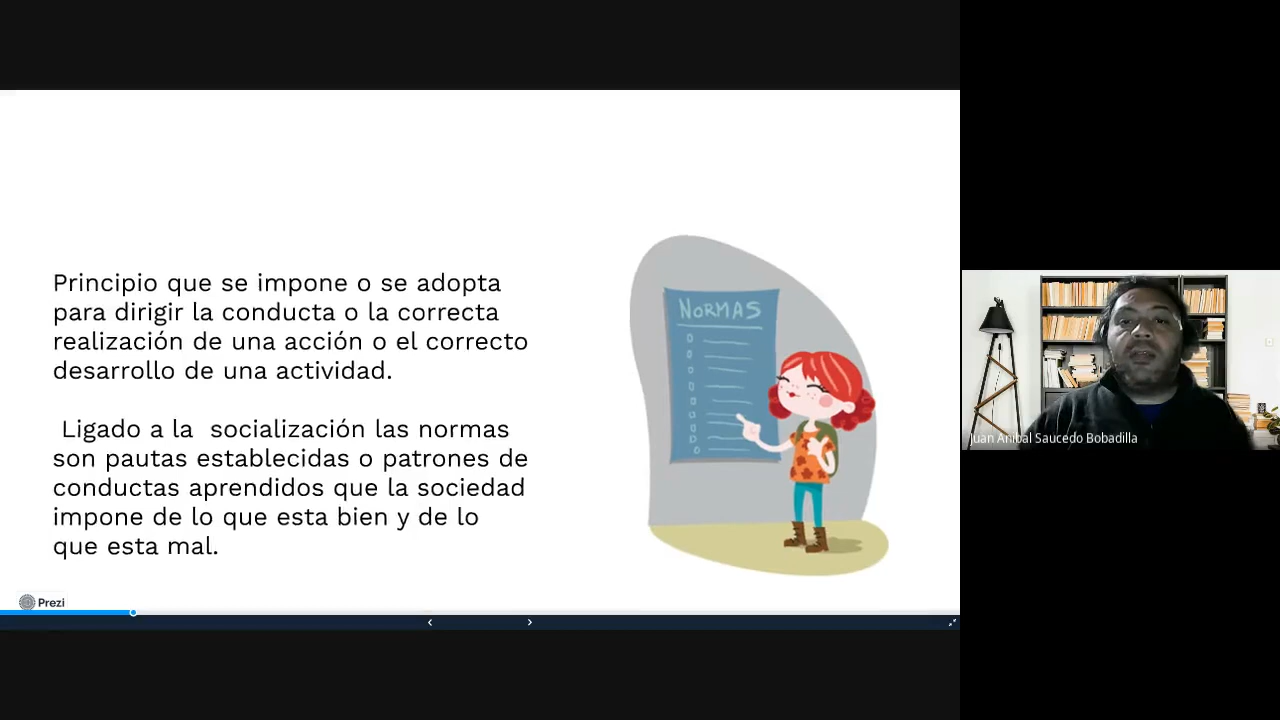 Principio que se impone o se adopta
para dirigir la conducta o la correcta
realización de una acción o el correcto
desarrollo de una actividad.
Ligado a la  socialización las normas
son pautas establecidas o patrones de
conductas aprendidos que la sociedad
impone de lo que esta bien y de lo
que esta mal.
NORMAS
Prezi
Juan Anibal Saucedo Bobadilla